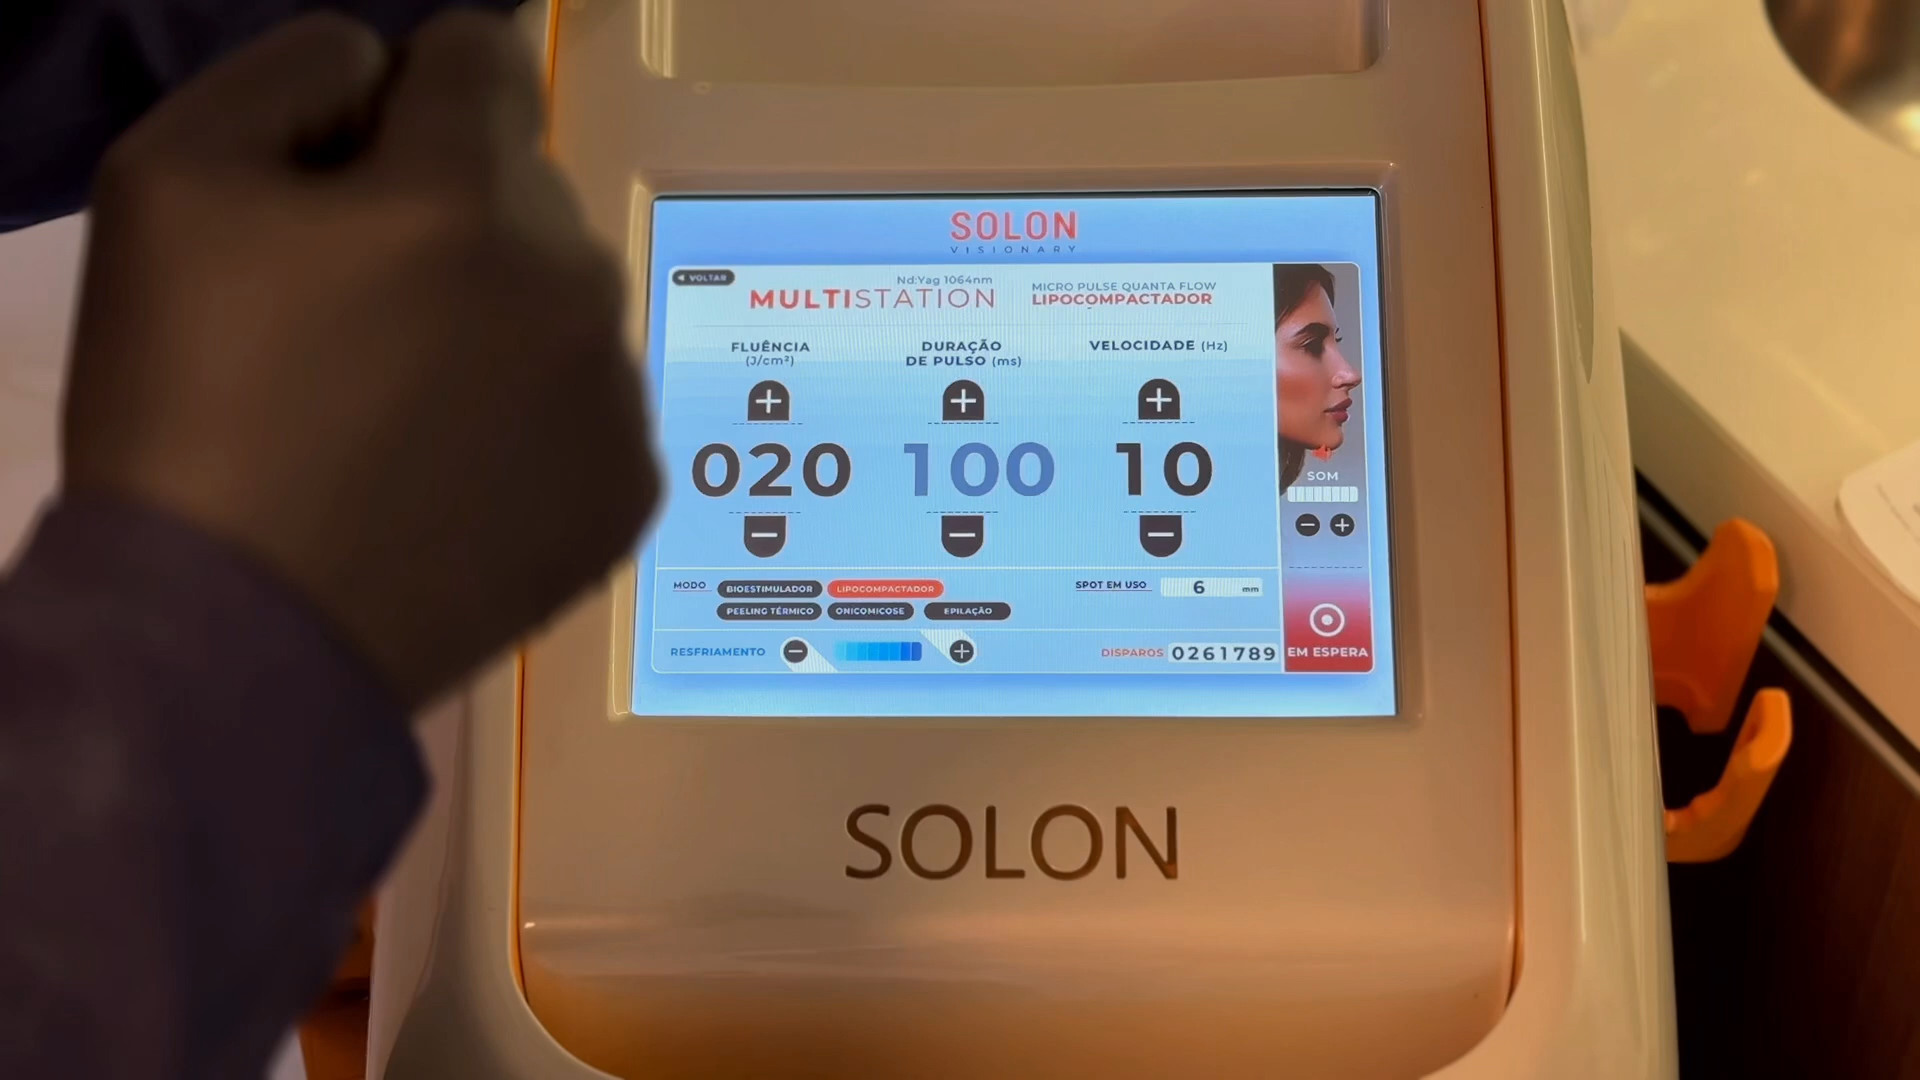 SOLON
VISIONARY
VOLTAR
Nd:Yag 1064nm
MULTISTATION
MICRO PULSE QUANTA FLOW
LIPOCOMPACTADOR
FLUÊNCIA
(J/cm²)
DURAÇÃO
DE PULSO (ms)
VELOCIDADE (Hz)
020
100
10
SOM
MODO
BIOESTIMULADOR
LIPOCOMPACTADOR
PEELING TÉRMICO
ONICOMICOSE
EPILAÇÃO
SPOT EM USO
6 mm
RESFRIAMENTO
DISPAROS 0261789
EM ESPERA
SOLON